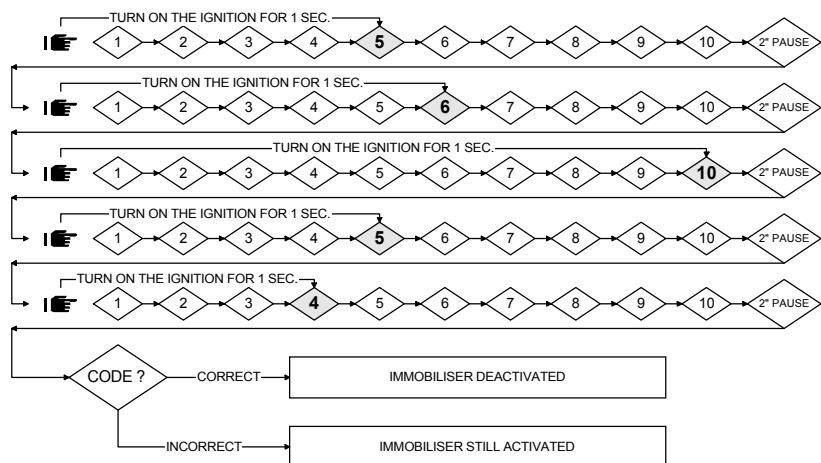 TURN ON THE IGNITION FOR 1 SEC.
1 2 3 4 5 6 7 8 9 10 2" PAUSE
TURN ON THE IGNITION FOR 1 SEC.
1 2 3 4 5 6 7 8 9 10 2" PAUSE
TURN ON THE IGNITION FOR 1 SEC.
1 2 3 4 5 6 7 8 9 10 2" PAUSE
TURN ON THE IGNITION FOR 1 SEC.
1 2 3 4 5 6 7 8 9 10 2" PAUSE
TURN ON THE IGNITION FOR 1 SEC.
1 2 3 4 5 6 7 8 9 10 2" PAUSE
CODE ? CORRECT IMMOBILISER DEACTIVATED
INCORRECT IMMOBILISER STILL ACTIVATED